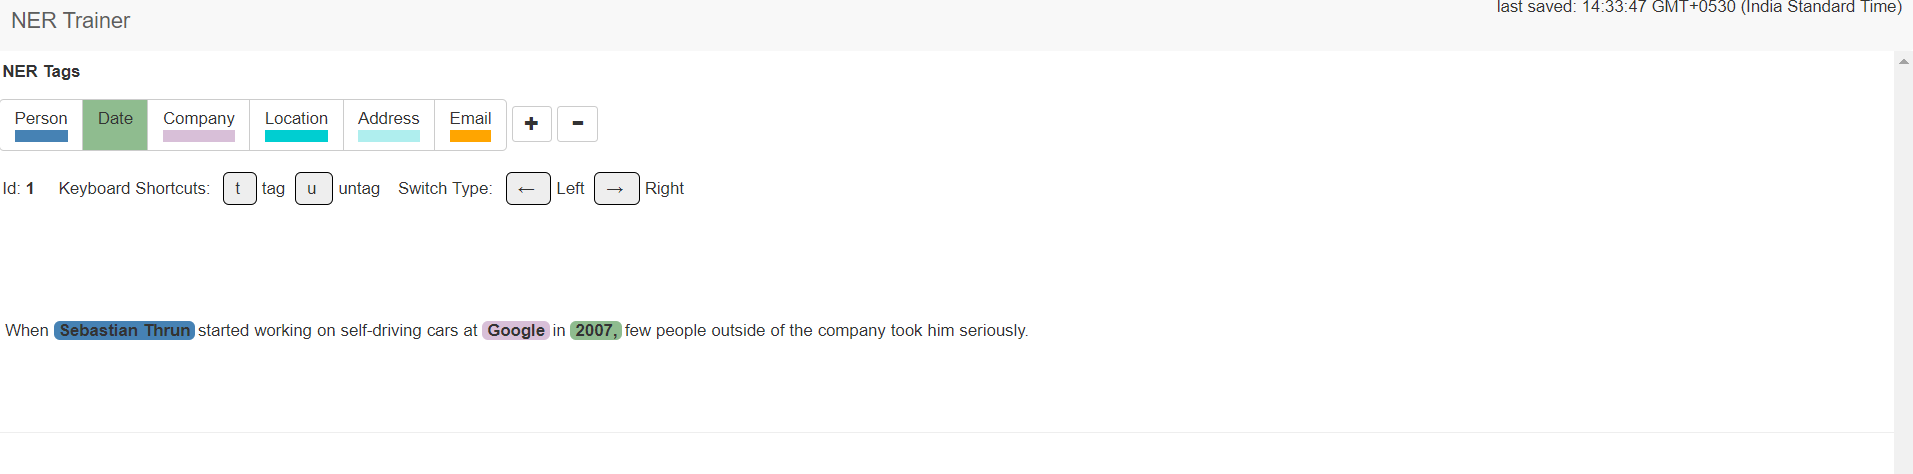 NER Trainer
last saved: 14:33:47 GMT+0530 (India Standard Time)
NER Tags
Person Date Company Location Address Email + -
Id: 1 Keyboard Shortcuts: t tag u untag Switch Type: ← Left → Right
When Sebastian Thrun started working on self-driving cars at Google in 2007, few people outside of the company took him seriously.